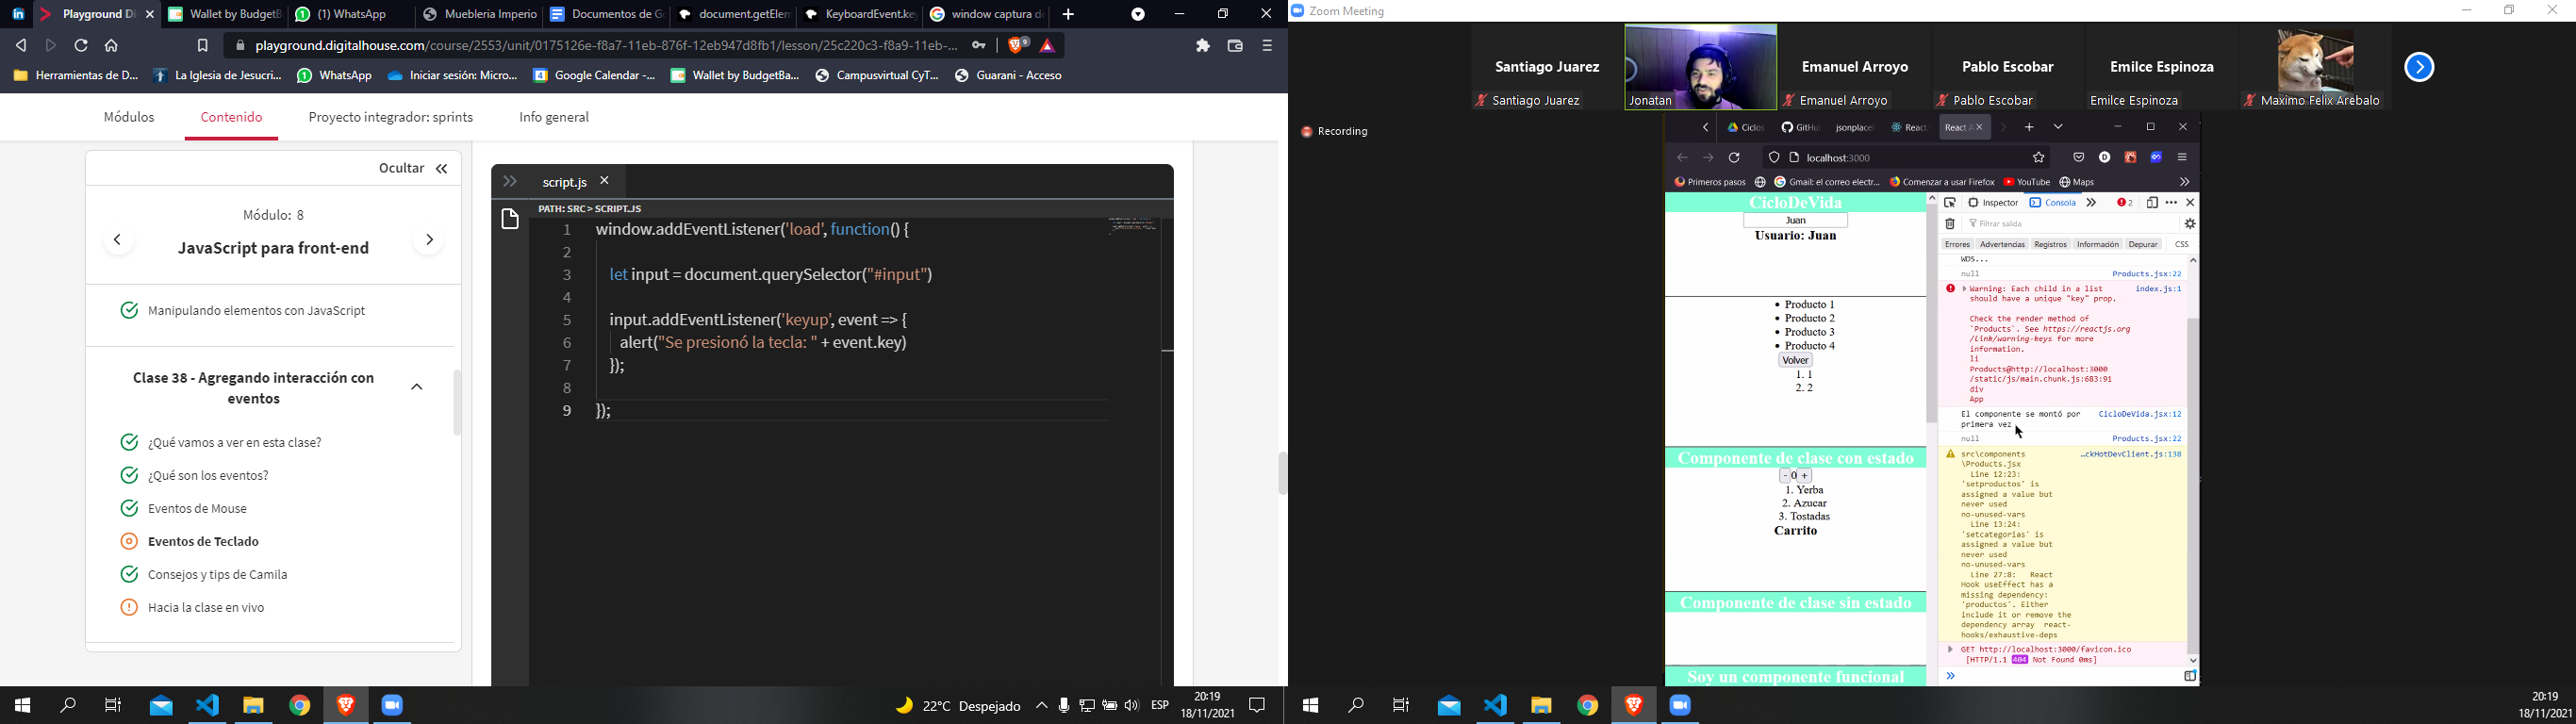 Playground Di
Wallet by BudgetB
(1) WhatsApp
Muebleria Imperio
Documentos de Go
document.getElem
KeyboardEvent.key
window captura de
playground.digitalhouse.com/course/2553/unit/0175126e-f8a7-11eb-876f-12eb947d8fb1/lesson/25c220c3-f8a9-11eb-...
Herramientas de D...
La Iglesia de Jesucri...
WhatsApp
Iniciar sesión: Micro...
Google Calendar -...
Wallet by BudgetBa...
Campusvirtual CyT...
Guarani - Acceso
Módulos
Contenido
Proyecto integrador: sprints
Info general
Ocultar
Módulo: 8
JavaScript para front-end
Manipulando elementos con JavaScript
Clase 38 - Agregando interacción con
eventos
¿Qué vamos a ver en esta clase?
¿Qué son los eventos?
Eventos de Mouse
Eventos de Teclado
Consejos y tips de Camila
Hacia la clase en vivo
script.js
PATH: SRC > SCRIPT.JS
1 window.addEventListener('load', function() {
2
3 let input = document.querySelector("#input")
4
5 input.addEventListener('keyup', event => {
6 alert("Se presionó la tecla: " + event.key)
7 });
8
9 });
22°C Despejado
ESP
20:19
18/11/2021
Zoom Meeting
Santiago Juarez
Emanuel Arroyo
Pablo Escobar
Emilce Espinoza
Santiago Juarez
Jonatan
Emanuel Arroyo
Pablo Escobar
Emilce Espinoza
Maximo Felix Arebalo
Recording
Ciclos
GitHu
jsonplace
React
React A
localhost:3000
Primeros pasos
Gmail: el correo electr...
Comenzar a usar Firefox
YouTube
Maps
CicloDeVida
Juan
Usuario: Juan
Producto 1
Producto 2
Producto 3
Producto 4
Volver
1. 1
2. 2
Componente de clase con estado
- 0 +
1. Yerba
2. Azucar
3. Tostadas
Carrito
Componente de clase sin estado
Soy un componente funcional
Inspector
Consola
2
Filtrar salida
Errores
Advertencias
Registros
Información
Depurar
CSS
WDS...
null Products.jsx:22
Warning: Each child in a list index.js:1
should have a unique "key" prop.
Check the render method of
`Products`. See https://reactjs.org
/link/warning-keys for more
information.
li
Products@http://localhost:3000
/static/js/main.chunk.js:683:91
div
App
El componente se montó por CicloDeVida.jsx:12
primera vez
null Products.jsx:22
src\components …ckHotDevClient.js:138
\Products.jsx
Line 12:23:
'setproductos' is
assigned a value but
never used
no-unused-vars
Line 13:24:
'setcategorias' is
assigned a value but
never used
no-unused-vars
Line 27:8: React
Hook useEffect has a
missing dependency:
'productos'. Either
include it or remove the
dependency array react-
hooks/exhaustive-deps
GET http://localhost:3000/favicon.ico
[HTTP/1.1 404 Not Found 0ms]
20:19
18/11/2021